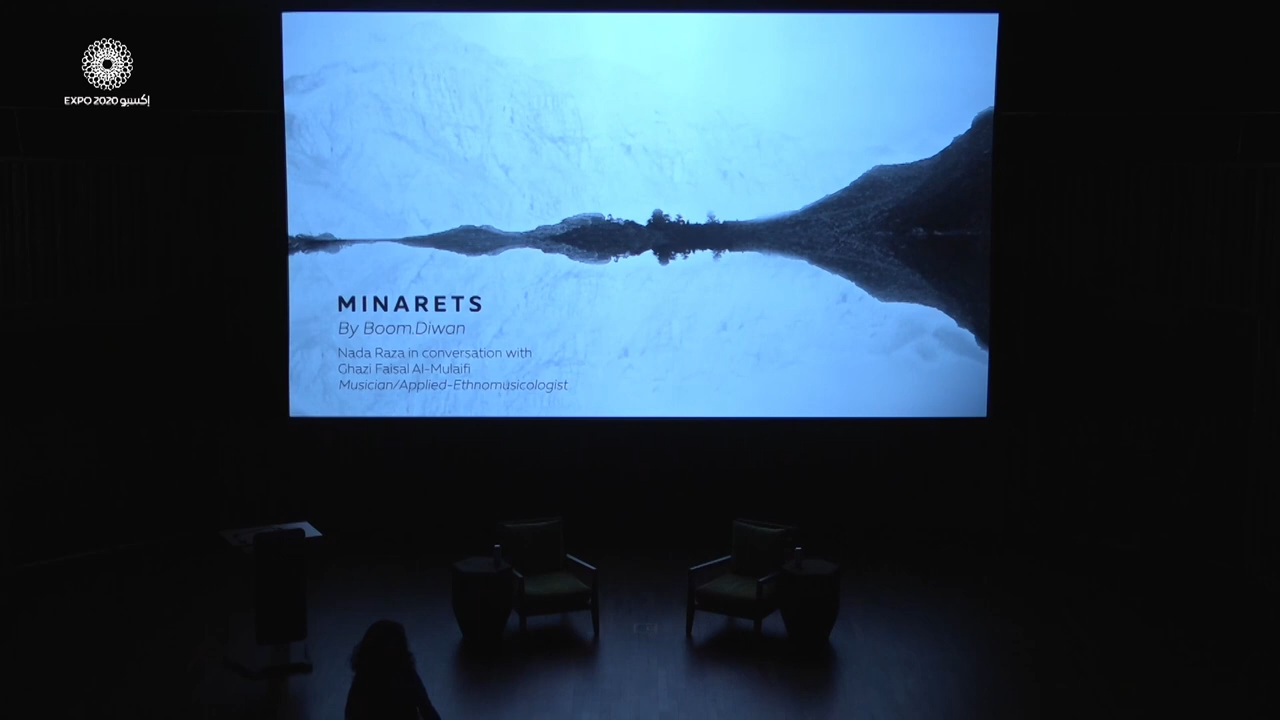 EXPO 2020 إكسبو
MINARETS
By Boom.Diwan
Nada Raza in conversation with
Ghazi Faisal Al-Mulaifi
Musician/Applied-Ethnomusicologist